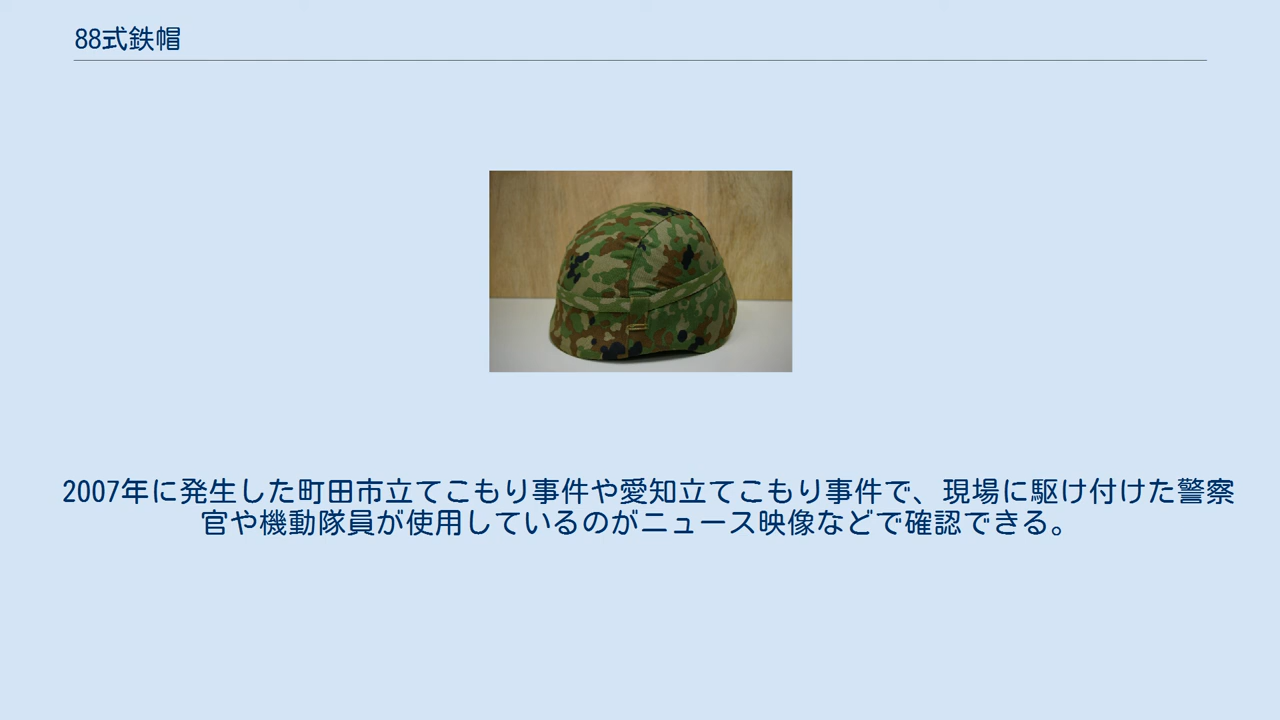 88式鉄帽
2007年に発生した町田市立てこもり事件や愛知立てこもり事件で、現場に駆け付けた警察
官や機動隊員が使用しているのがニュース映像などで確認できる。